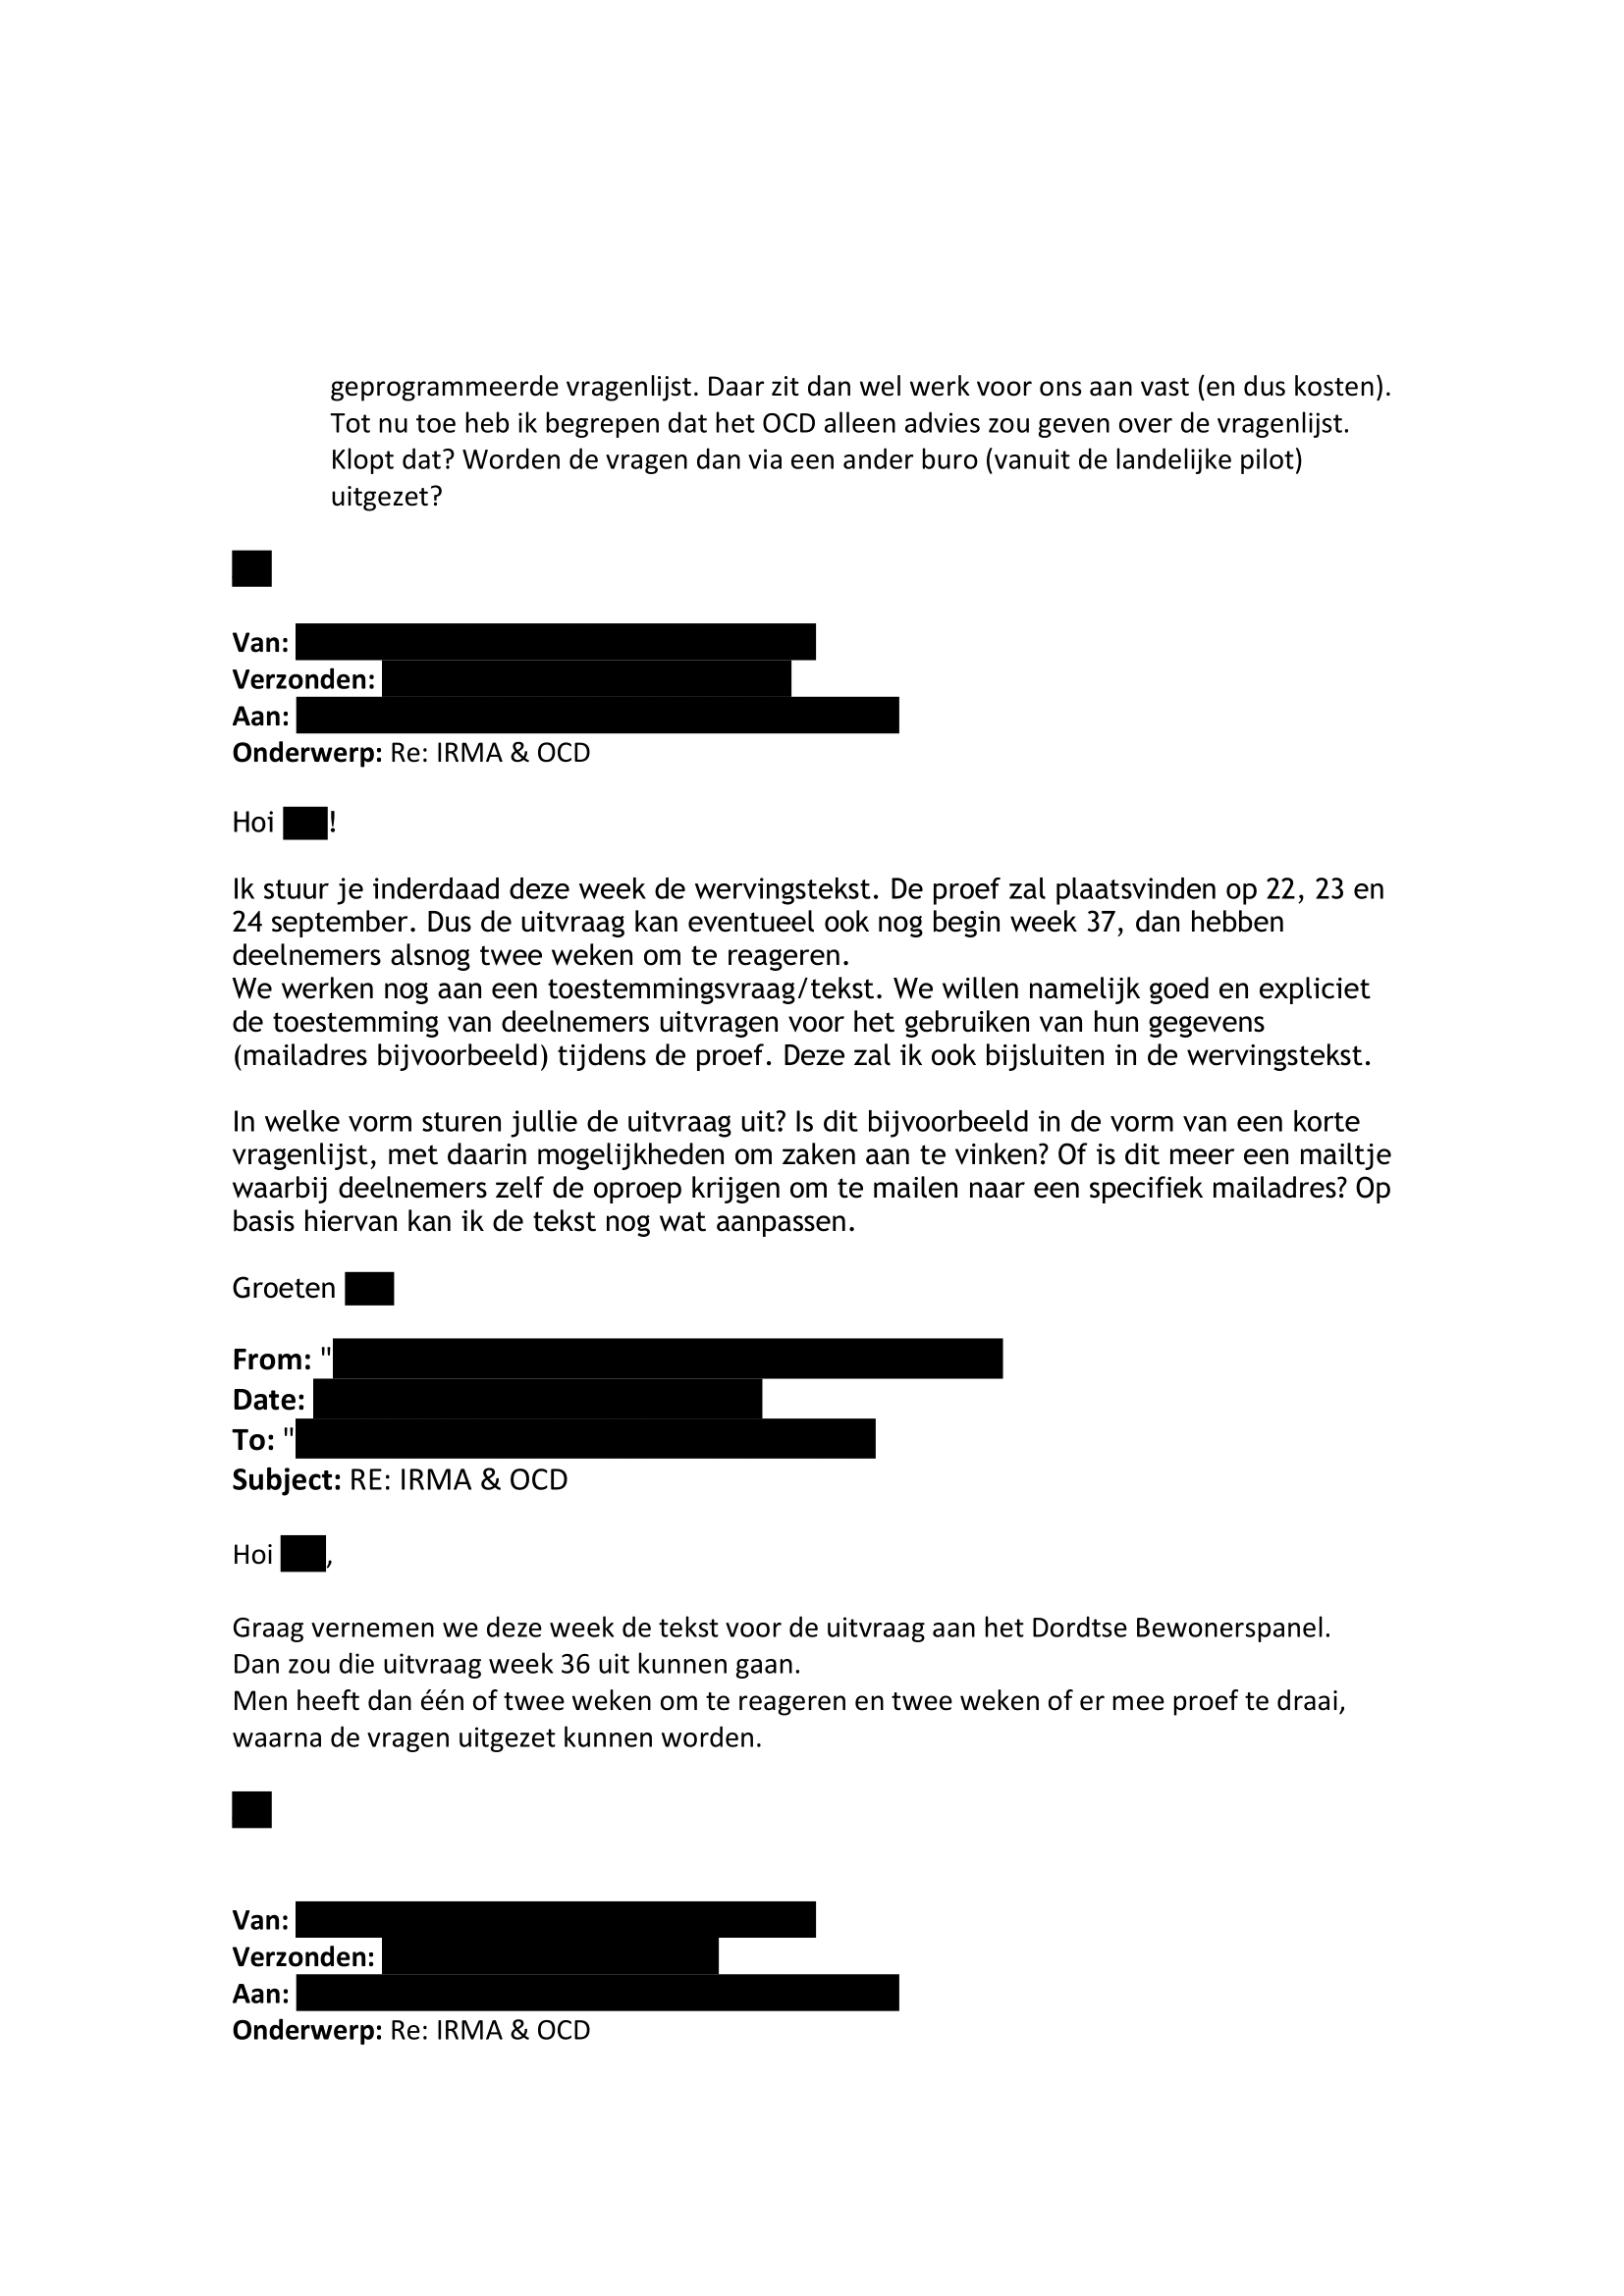 geprogrammeerde vragenlijst. Daar zit dan wel werk voor ons aan vast (en dus kosten).
Tot nu toe heb ik begrepen dat het OCD alleen advies zou geven over de vragenlijst.
Klopt dat? Worden de vragen dan via een ander buro (vanuit de landelijke pilot)
uitgezet?
Van:
Verzonden:
Aan:
Onderwerp: Re: IRMA & OCD
Hoi !
Ik stuur je inderdaad deze week de wervingstekst. De proef zal plaatsvinden op 22, 23 en
24 september. Dus de uitvraag kan eventueel ook nog begin week 37, dan hebben
deelnemers alsnog twee weken om te reageren.
We werken nog aan een toestemmingsvraag/tekst. We willen namelijk goed en expliciet
de toestemming van deelnemers uitvragen voor het gebruiken van hun gegevens
(mailadres bijvoorbeeld) tijdens de proef. Deze zal ik ook bijsluiten in de wervingstekst.
In welke vorm sturen jullie de uitvraag uit? Is dit bijvoorbeeld in de vorm van een korte
vragenlijst, met daarin mogelijkheden om zaken aan te vinken? Of is dit meer een mailtje
waarbij deelnemers zelf de oproep krijgen om te mailen naar een specifiek mailadres? Op
basis hiervan kan ik de tekst nog wat aanpassen.
Groeten
From: "
Date:
To: "
Subject: RE: IRMA & OCD
Hoi ,
Graag vernemen we deze week de tekst voor de uitvraag aan het Dordtse Bewonerspanel.
Dan zou die uitvraag week 36 uit kunnen gaan.
Men heeft dan één of twee weken om te reageren en twee weken of er mee proef te draai,
waarna de vragen uitgezet kunnen worden.
Van:
Verzonden:
Aan:
Onderwerp: Re: IRMA & OCD